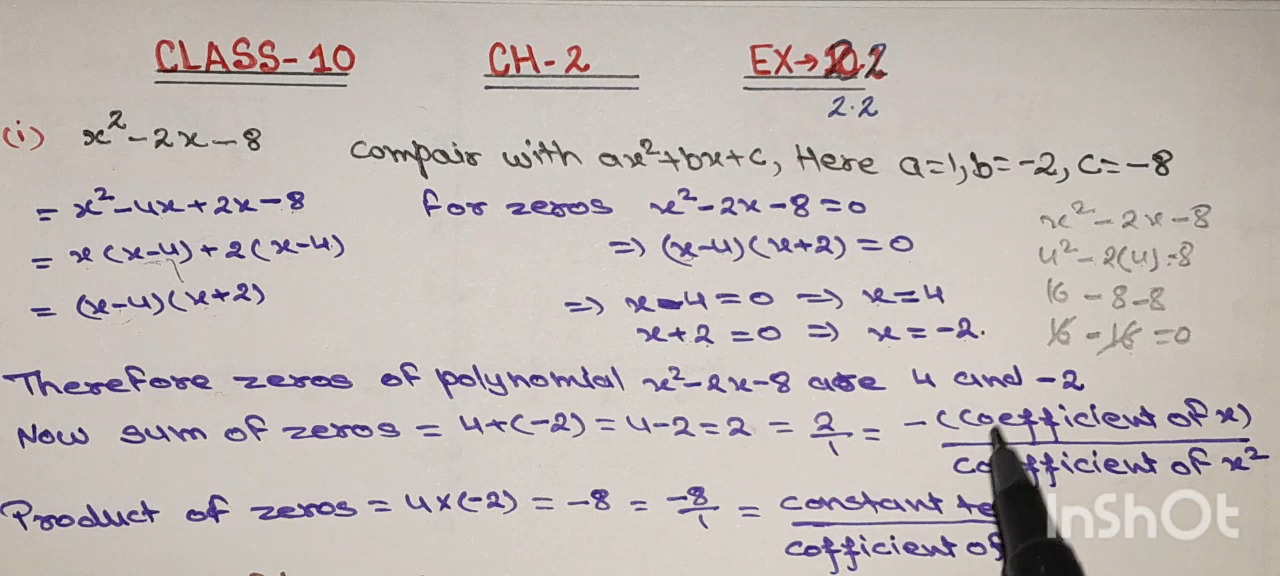 CLASS-10 CH-2 EX→2.2
2.2
(i) x²-2x-8 compair with ax²+bx+c, Here a=1, b=-2, c=-8
= x²-4x+2x-8 for zeros x²-2x-8=0
= x(x-4)+2(x-4) => (x-4)(x+2)=0
= (x-4)(x+2) => x-4=0 => x=4
x+2=0 => x=-2.
x²-2x-8
4²-2(4)-8
16-8-8
16-16=0
Therefore zeros of polynomial x²-2x-8 are 4 and -2
Now sum of zeros = 4+(-2) = 4-2=2 = 2/1 = -(coefficient of x)/coefficient of x²
Product of zeros = 4×(-2) = -8 = -8/1 = constant / cofficient of
InShOt